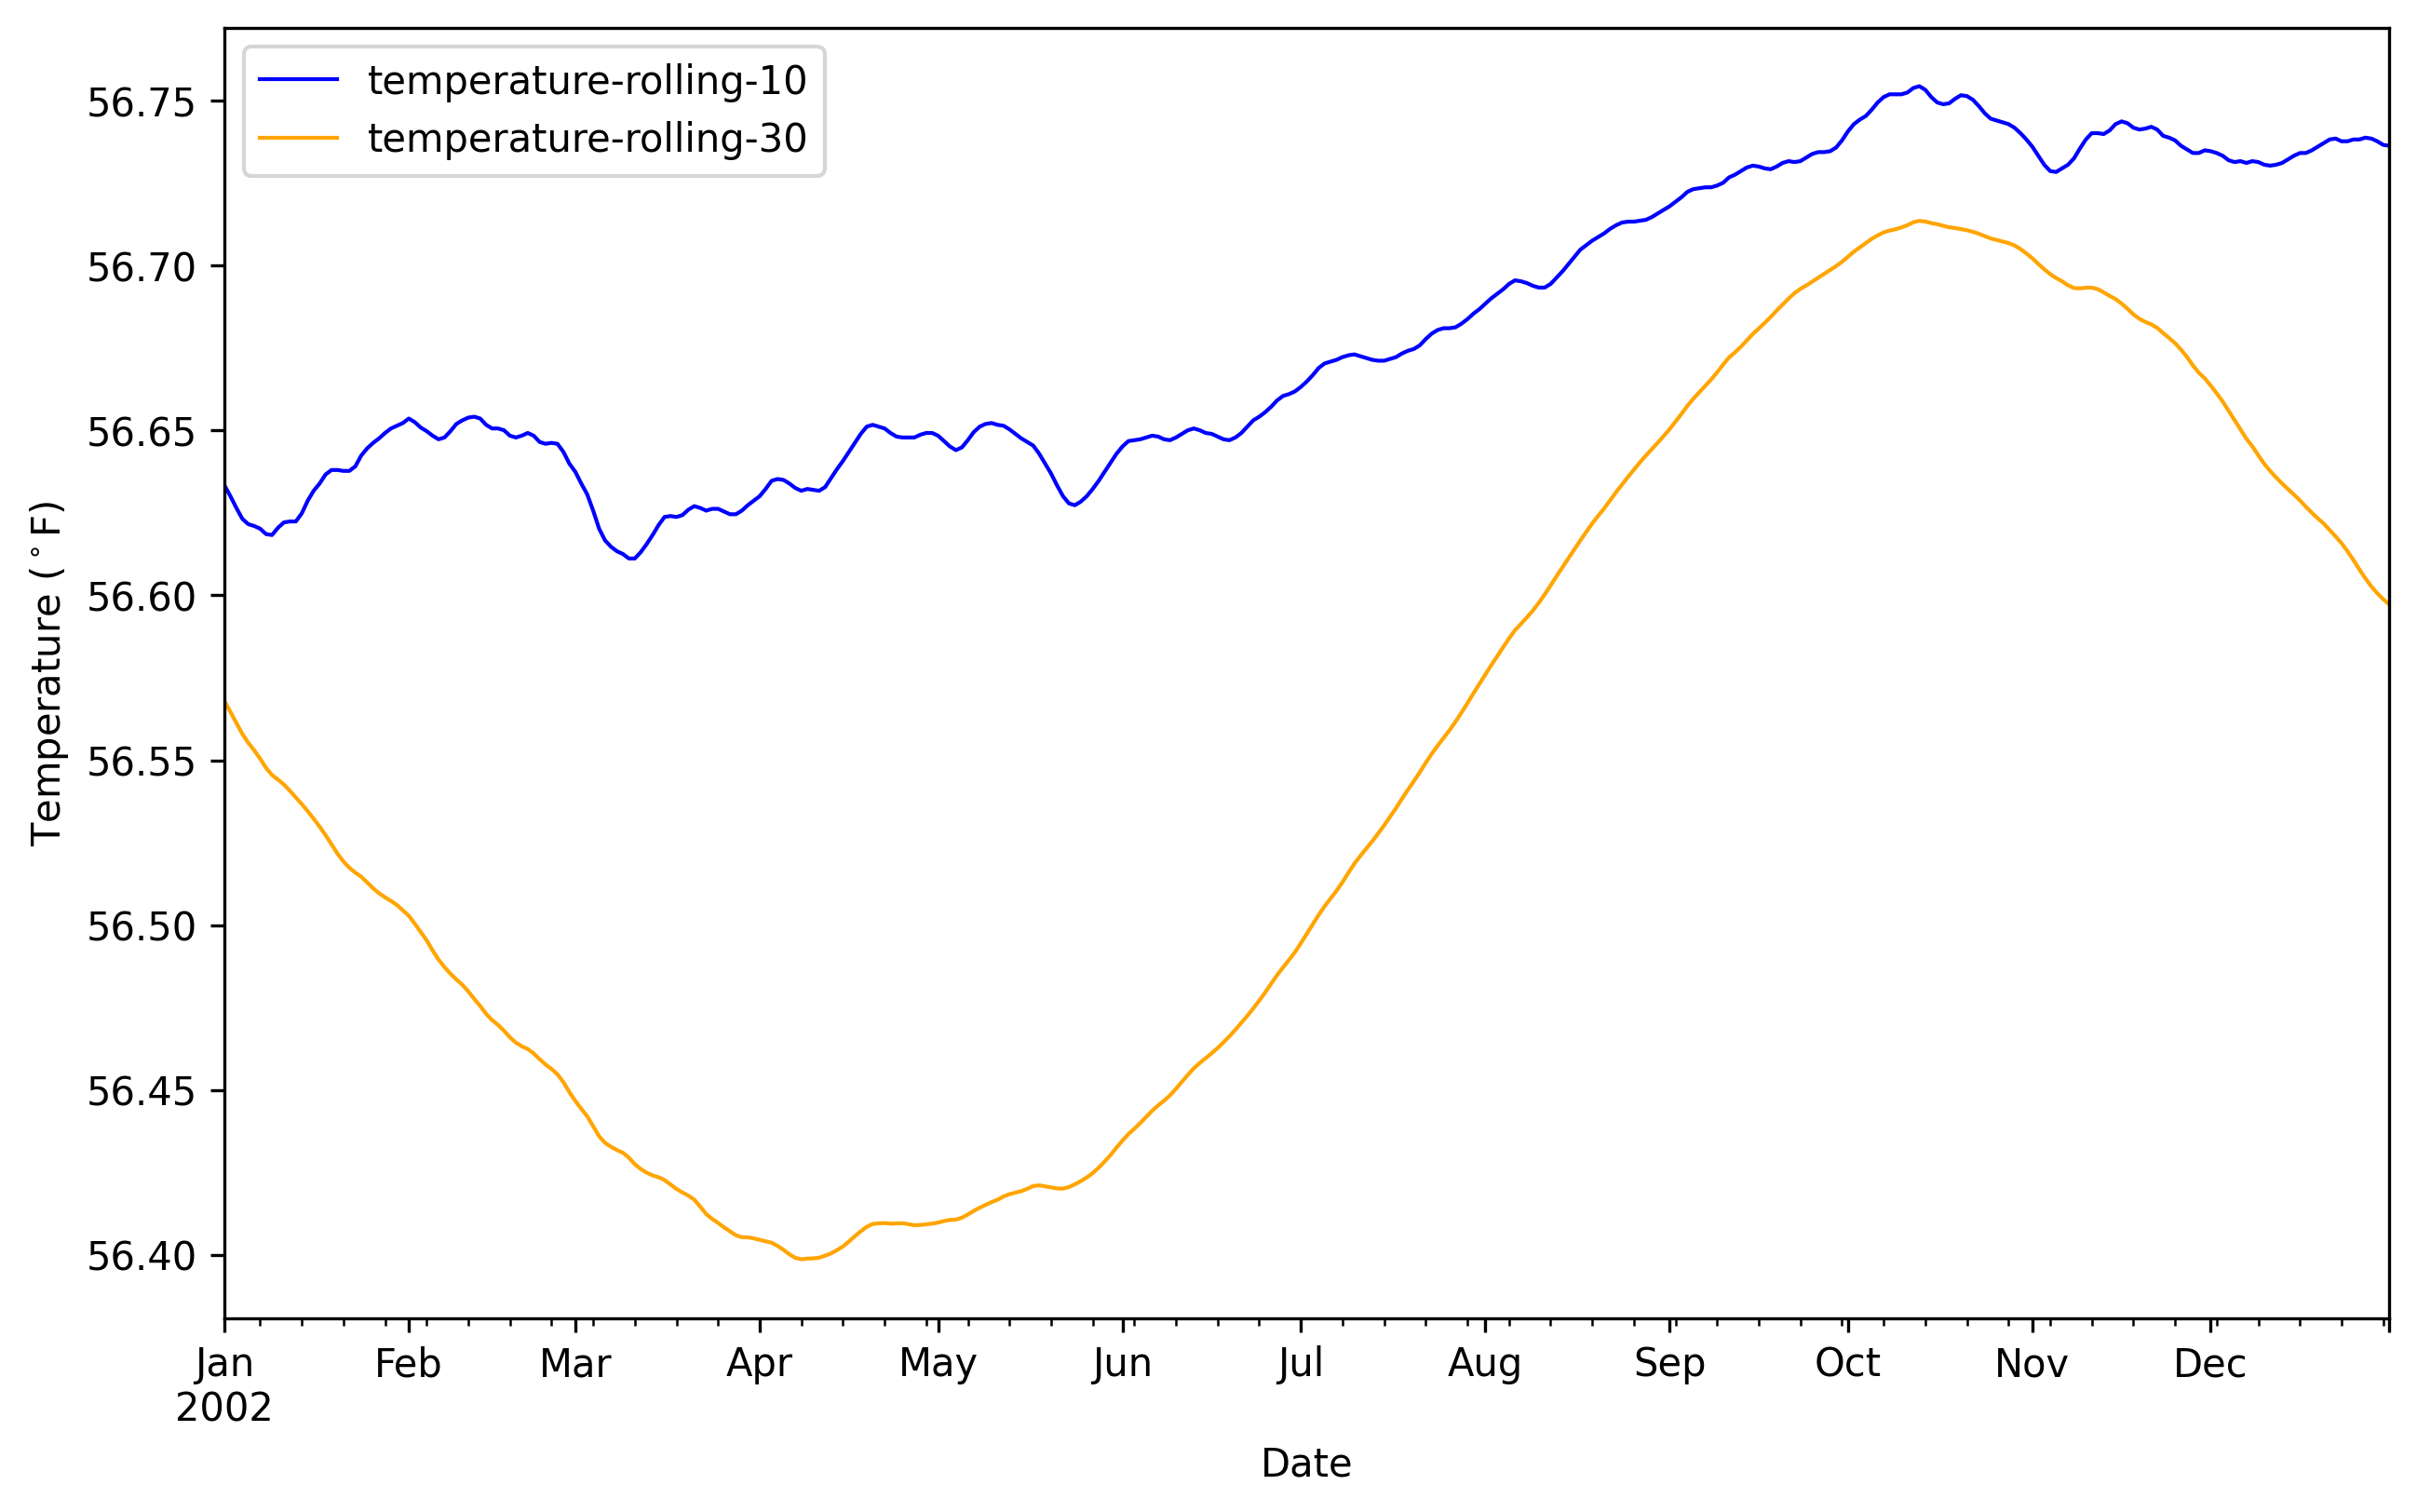 temperature-rolling-10
temperature-rolling-30
56.75
56.70
56.65
56.60
56.55
56.50
56.45
56.40
Temperature (°F)
Jan Feb Mar Apr May Jun Jul Aug Sep Oct Nov Dec
2002
Date